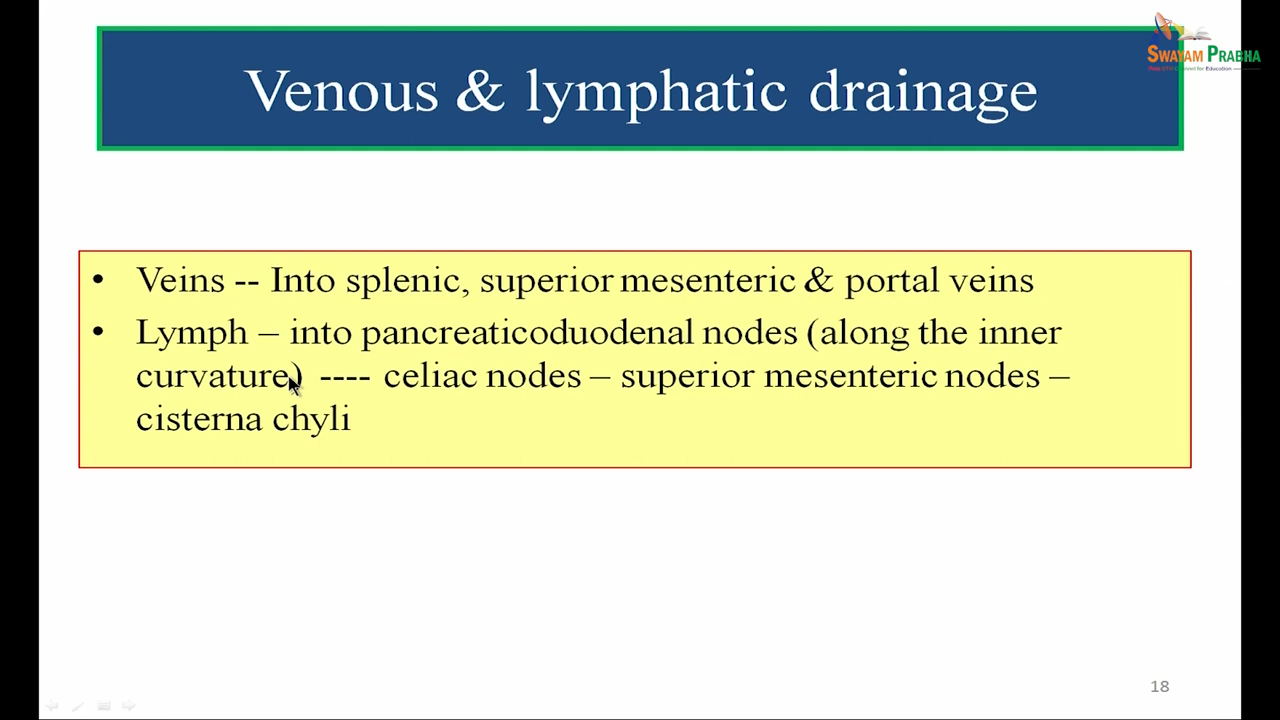 SWAYAM PRABHA
Venous & lymphatic drainage
• Veins -- Into splenic, superior mesenteric & portal veins
• Lymph – into pancreaticoduodenal nodes (along the inner
curvature) ---- celiac nodes – superior mesenteric nodes –
cisterna chyli
18